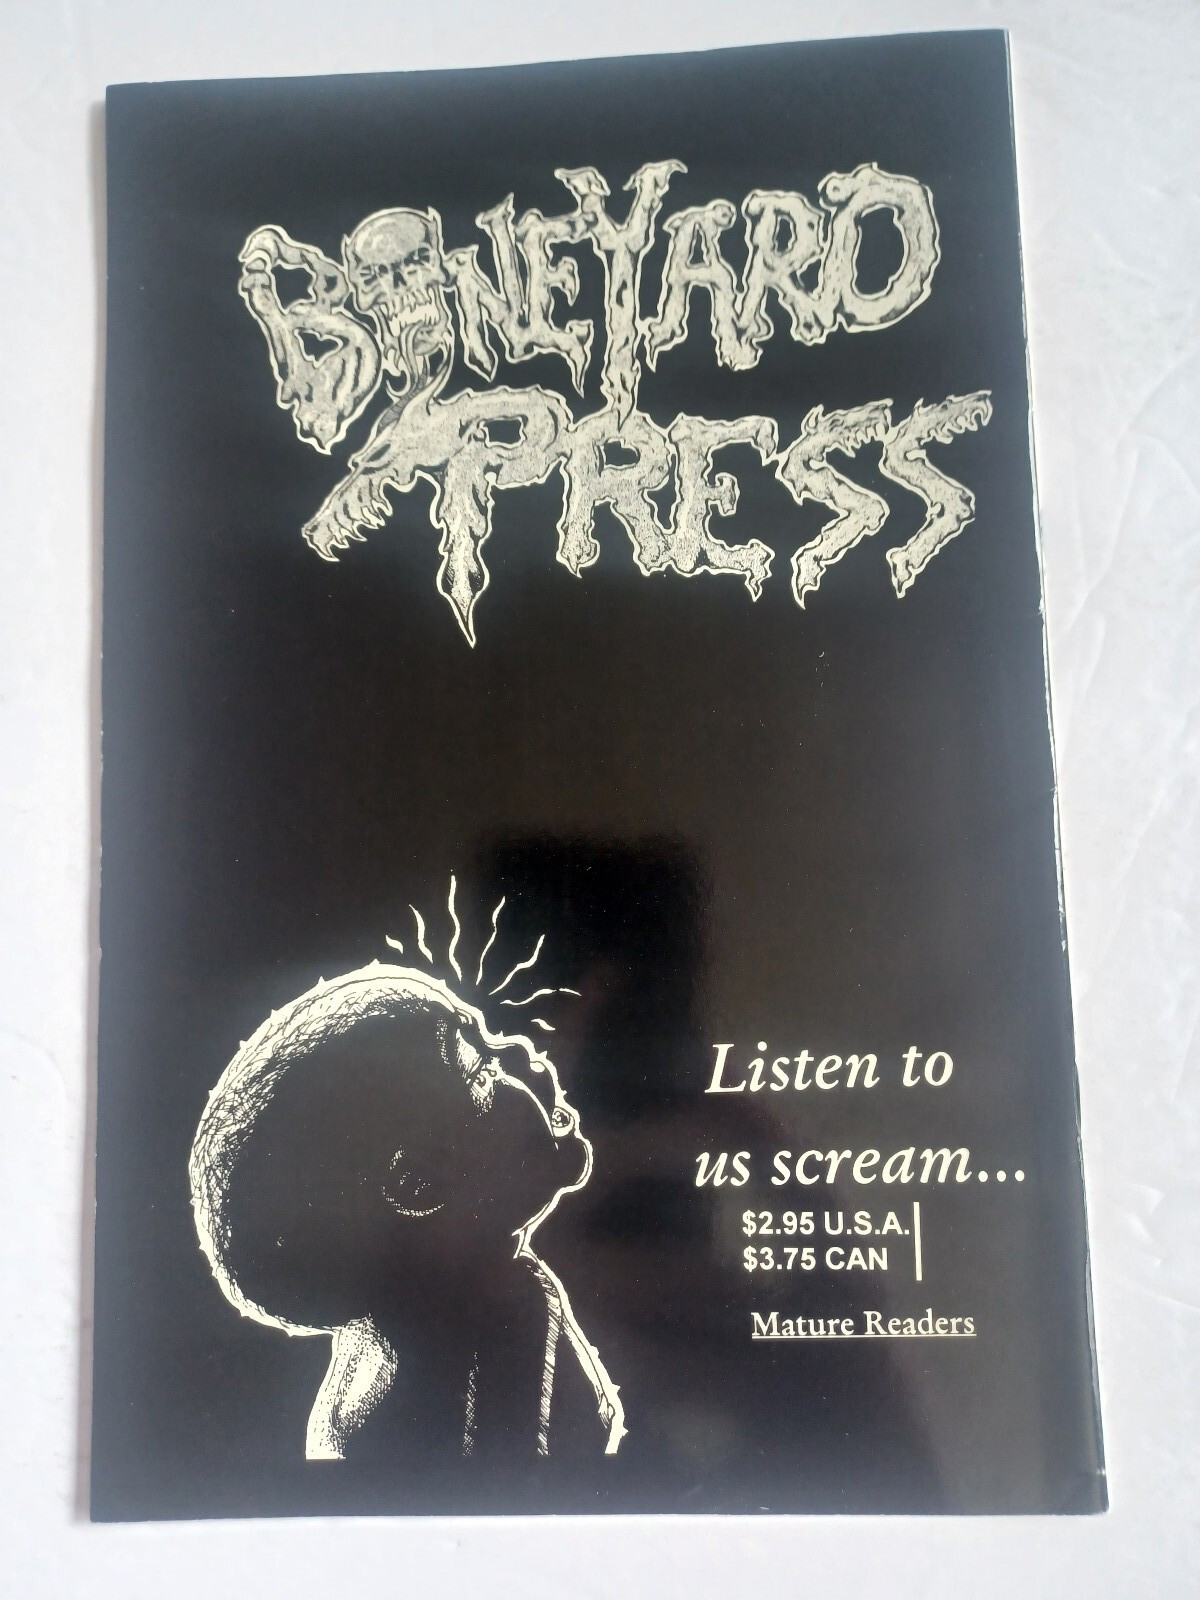 BONEYARD
PRESS
Listen to
us scream...
$2.95 U.S.A.
$3.75 CAN
Mature Readers